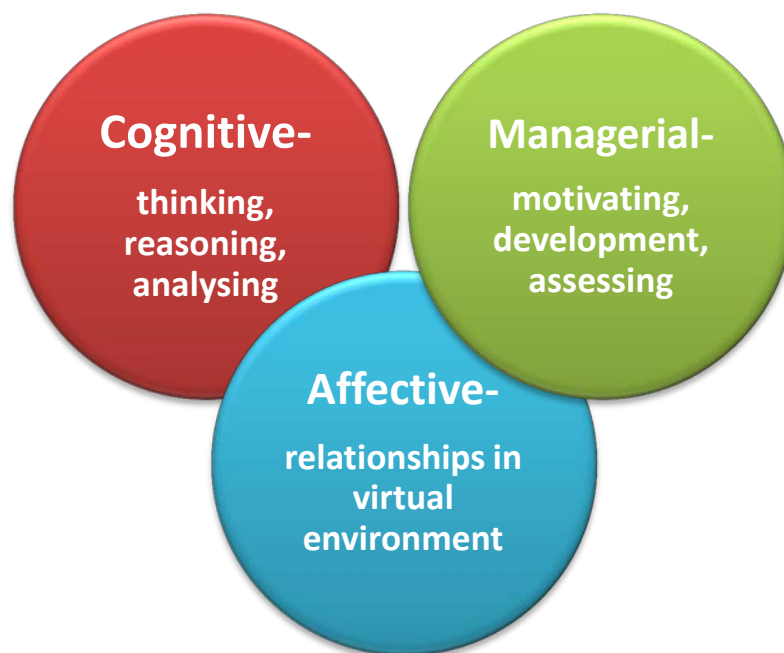 Cognitive-
thinking,
reasoning,
analysing
Managerial-
motivating,
development,
assessing
Affective-
relationships in
virtual
environment